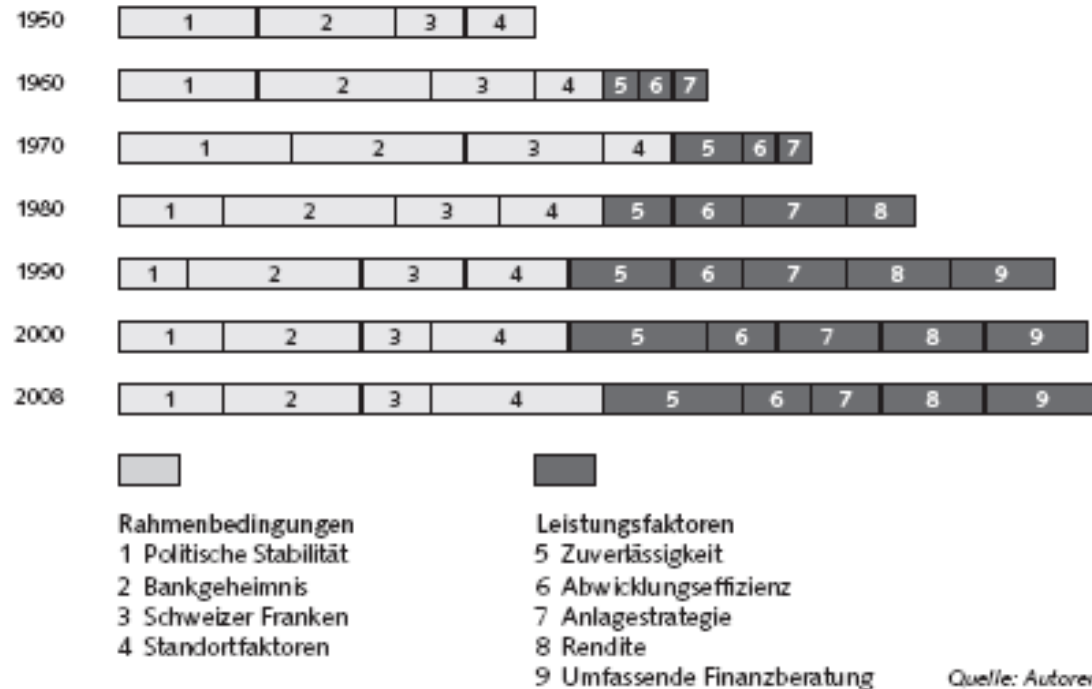 1950 1 2 3 4
1960 1 2 3 4 5 6 7
1970 1 2 3 4 5 6 7
1980 1 2 3 4 5 6 7 8
1990 1 2 3 4 5 6 7 8 9
2000 1 2 3 4 5 6 7 8 9
2008 1 2 3 4 5 6 7 8 9
Rahmenbedingungen
1 Politische Stabilität
2 Bankgeheimnis
3 Schweizer Franken
4 Standortfaktoren
Leistungsfaktoren
5 Zuverlässigkeit
6 Abwicklungseffizienz
7 Anlagestrategie
8 Rendite
9 Umfassende Finanzberatung
Quelle: Autoren